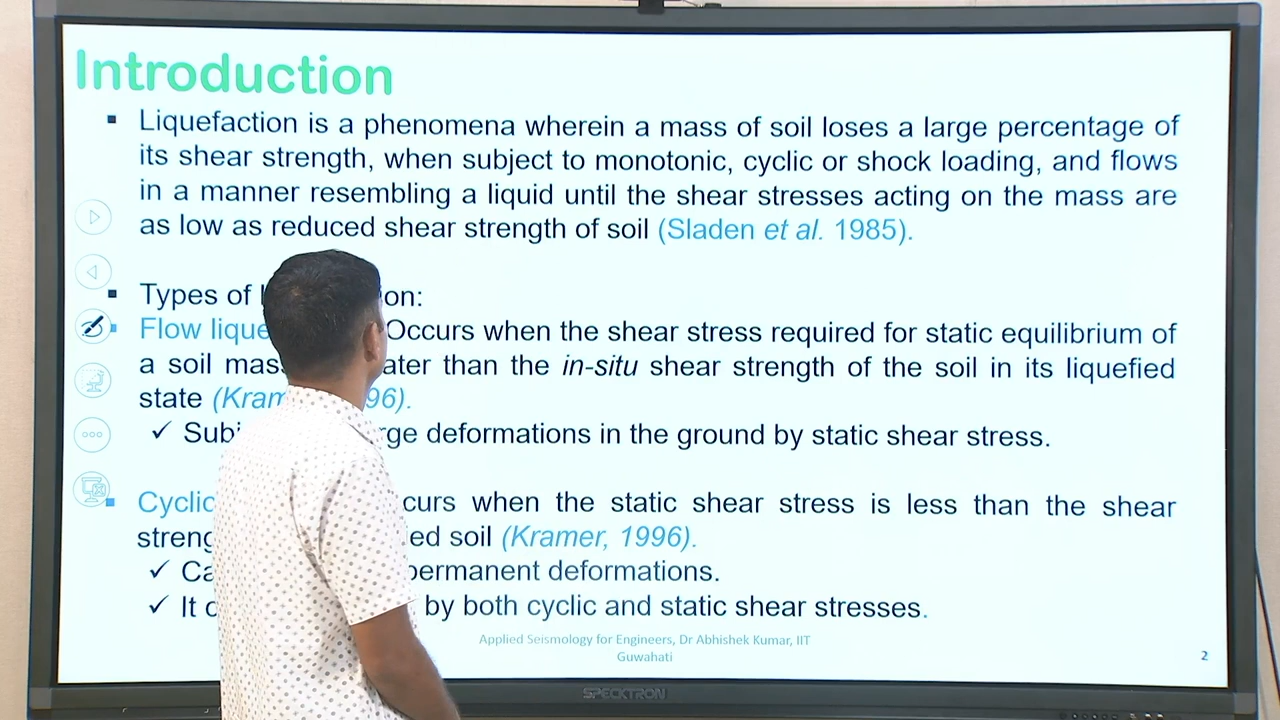 Introduction
▪ Liquefaction is a phenomena wherein a mass of soil loses a large percentage of
its shear strength, when subject to monotonic, cyclic or shock loading, and flows
in a manner resembling a liquid until the shear stresses acting on the mass are
as low as reduced shear strength of soil (Sladen et al. 1985).
▪ Types of on:
▪ Flow lique Occurs when the shear stress required for static equilibrium of
a soil mas ater than the in-situ shear strength of the soil in its liquefied
state (Kram 96).
✓ Subj rge deformations in the ground by static shear stress.
▪ Cyclic curs when the static shear stress is less than the shear
streng ed soil (Kramer, 1996).
✓ Ca permanent deformations.
✓ It by both cyclic and static shear stresses.
Applied Seismology for Engineers, Dr Abhishek Kumar, IIT
Guwahati
2
SPECKTRON